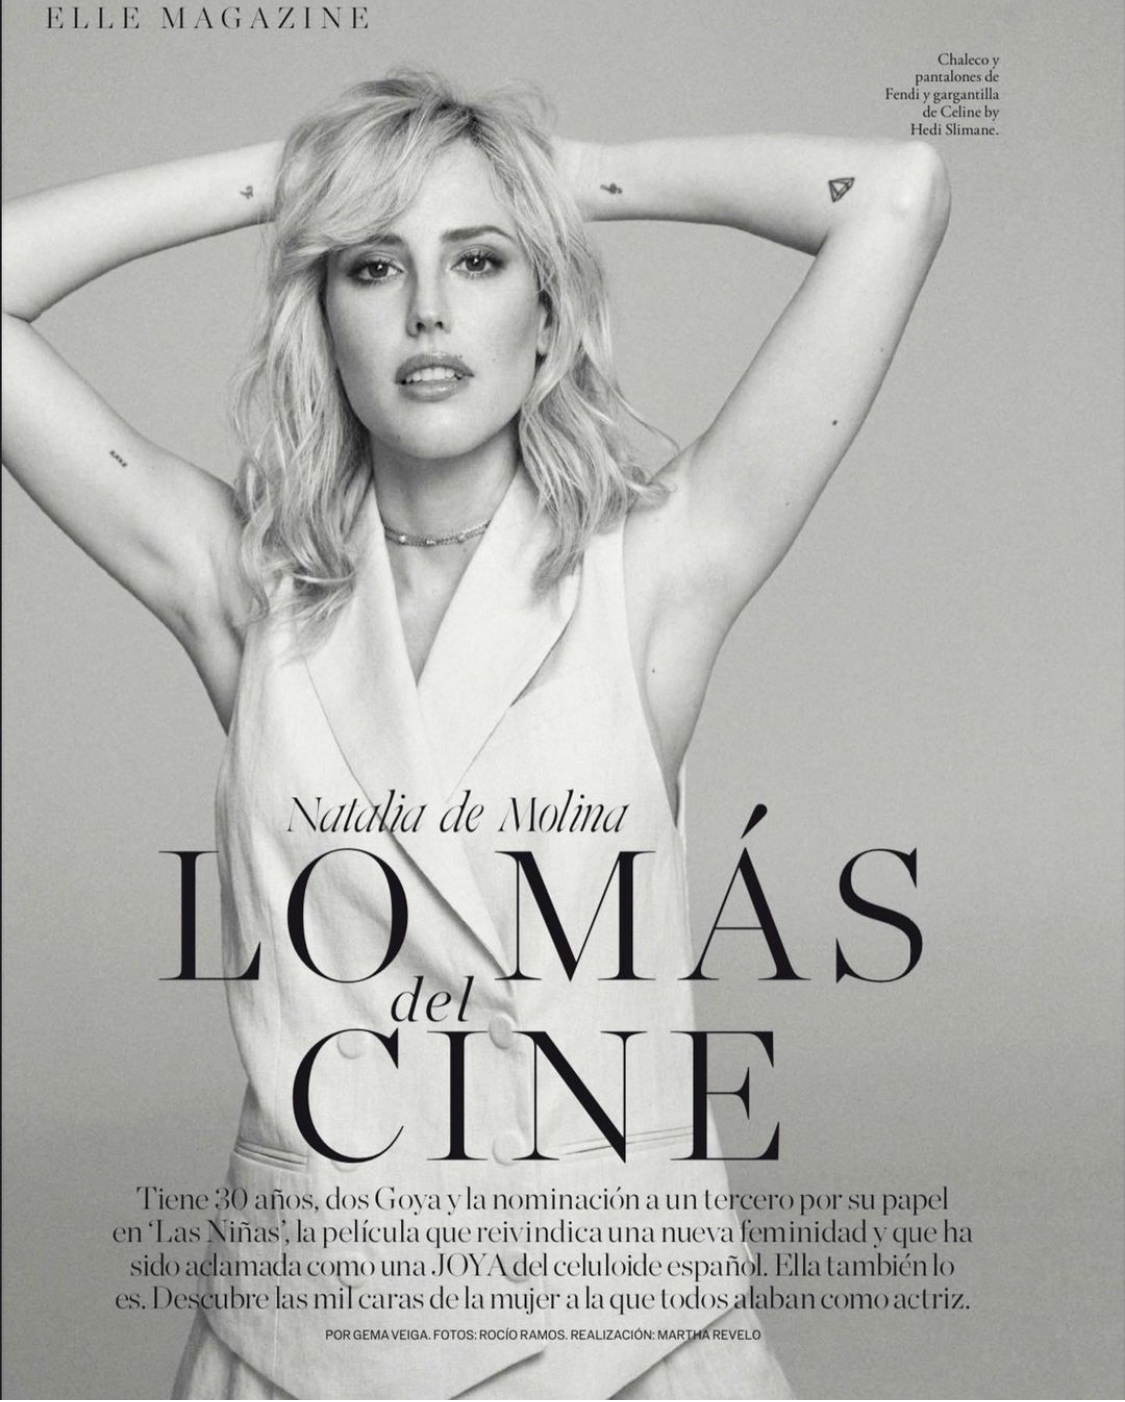 ELLE MAGAZINE
Chaleco y
pantalones de
Fendi y gargantilla
de Celine by
Hedi Slimane.
Natalia de Molina
LO MÁS
del
CINE
Tiene 30 años, dos Goya y la nominación a un tercero por su papel
en ‘Las Niñas’, la película que reivindica una nueva feminidad y que ha
sido aclamada como una JOYA del celuloide español. Ella también lo
es. Descubre las mil caras de la mujer a la que todos alaban como actriz.
POR GEMA VEIGA. FOTOS: ROCÍO RAMOS. REALIZACIÓN: MARTHA REVELO